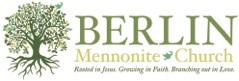 BERLIN
Mennonite Church
Rooted in Jesus. Growing in Faith. Branching out in Love.